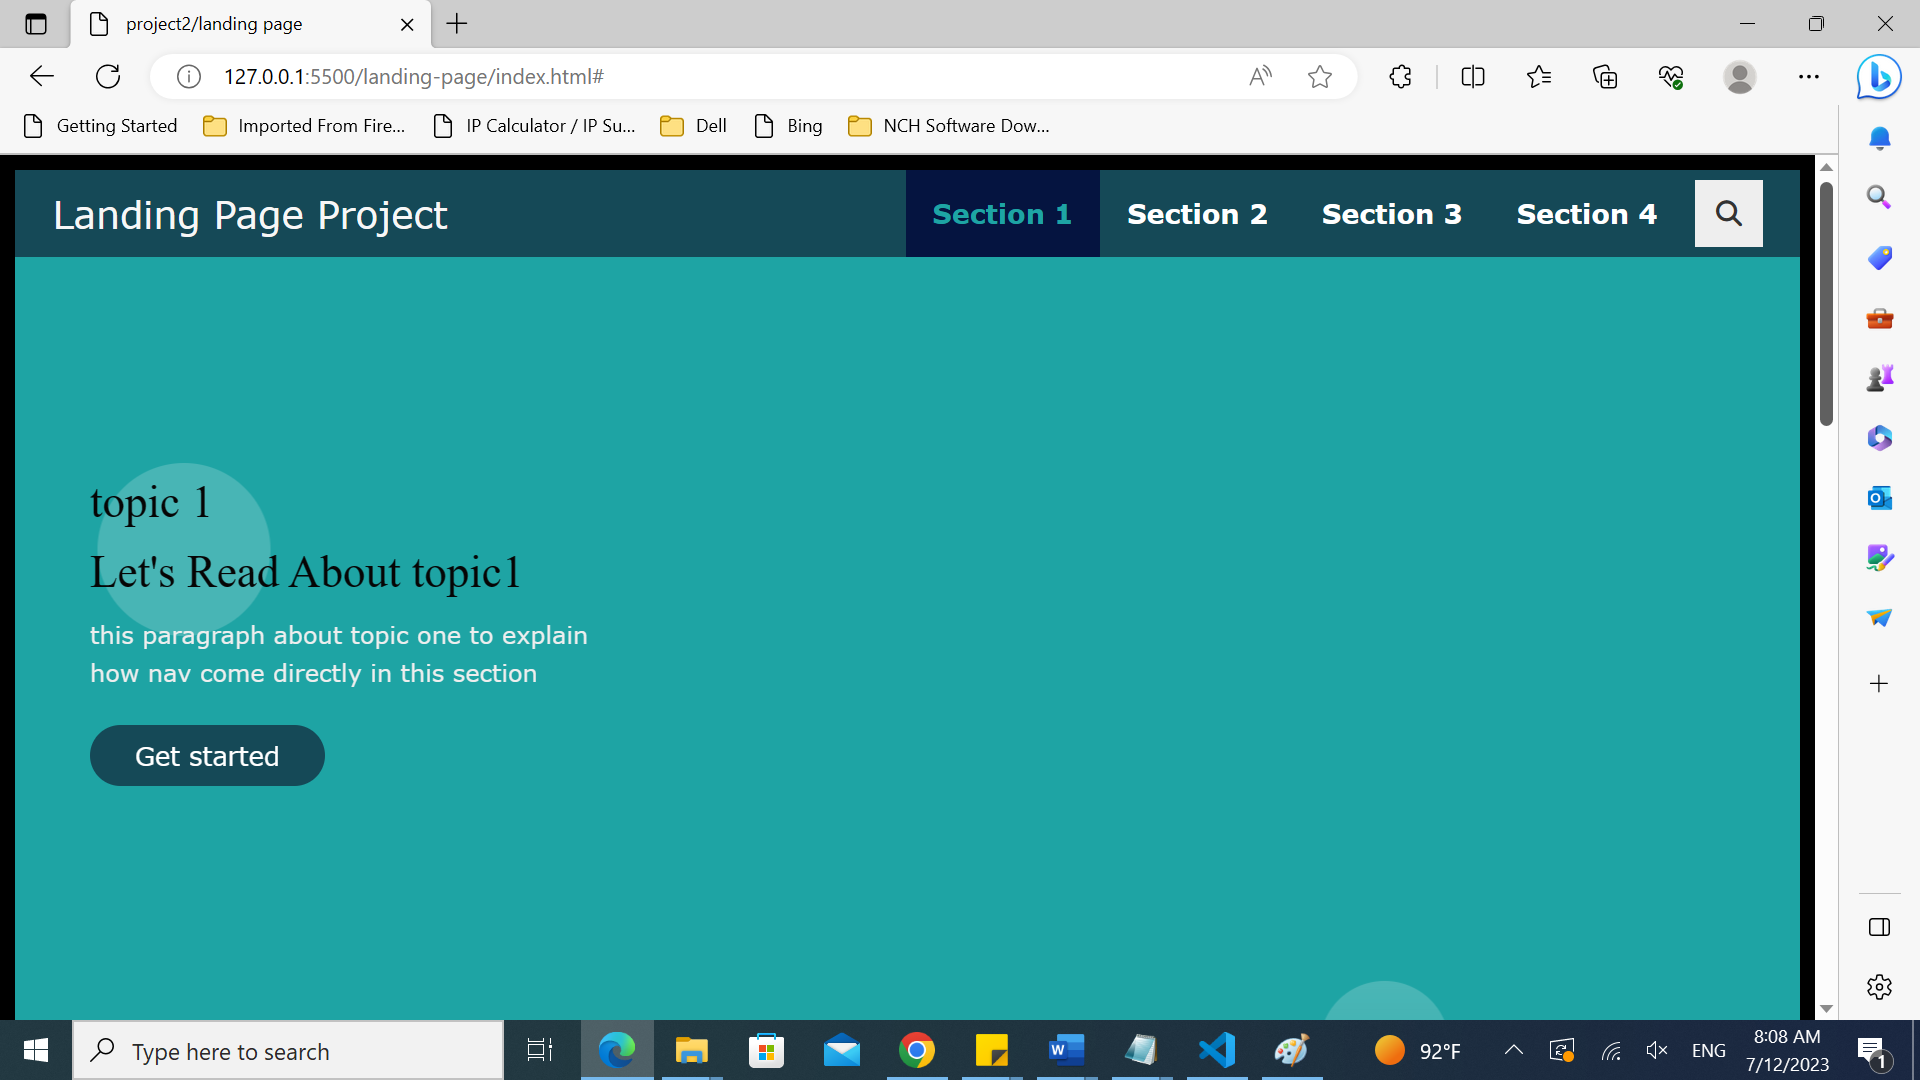 project2/landing page
127.0.0.1:5500/landing-page/index.html#
Getting Started
Imported From Fire...
IP Calculator / IP Su...
Dell
Bing
NCH Software Dow...
Landing Page Project
Section 1
Section 2
Section 3
Section 4
topic 1
Let's Read About topic1
this paragraph about topic one to explain
how nav come directly in this section
Get started
Type here to search
92°F
ENG
8:08 AM
7/12/2023
1